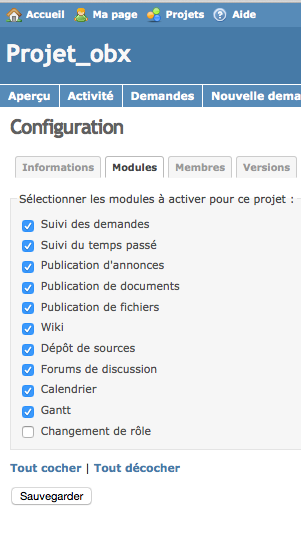 Accueil Ma page Projets Aide
Projet_obx
Aperçu Activité Demandes Nouvelle dema
Configuration
Informations Modules Membres Versions
Sélectionner les modules à activer pour ce projet :
Suivi des demandes
Suivi du temps passé
Publication d'annonces
Publication de documents
Publication de fichiers
Wiki
Dépôt de sources
Forums de discussion
Calendrier
Gantt
Changement de rôle
Tout cocher | Tout décocher
Sauvegarder